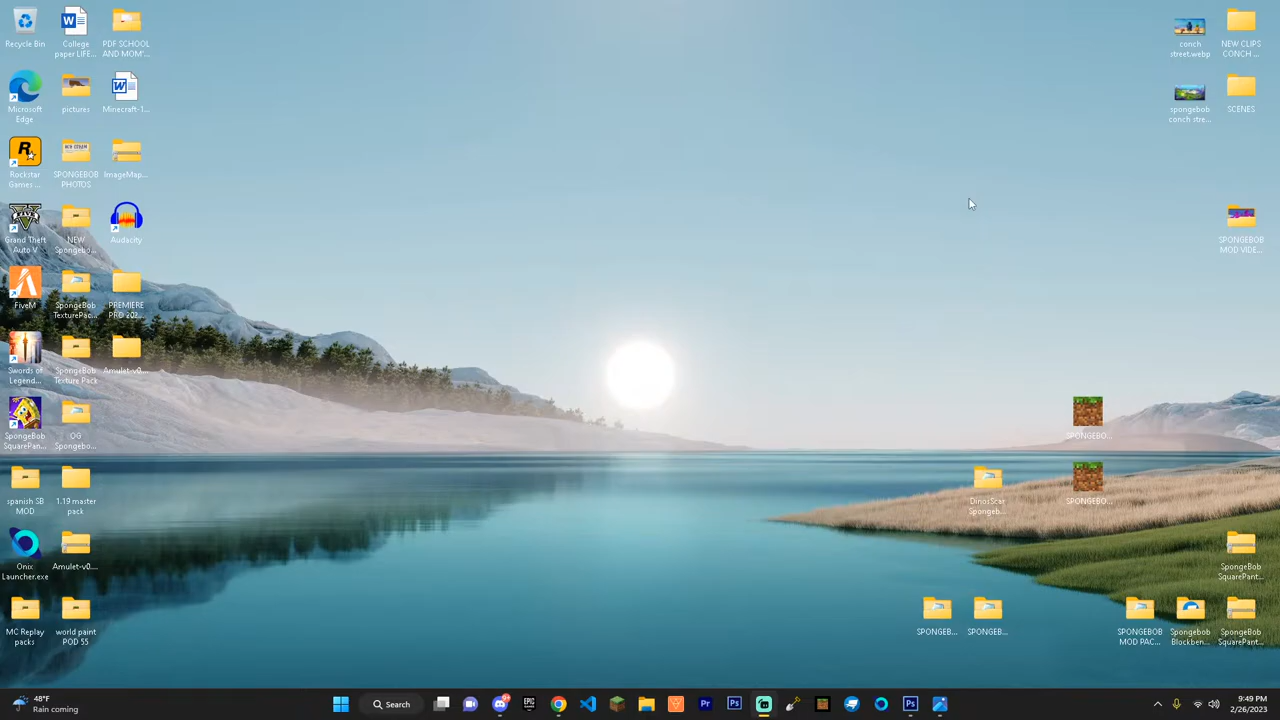 Recycle Bin
College paper LIFE...
PDF SCHOOL AND MOM'...
Microsoft Edge
pictures
Minecraft-1...
Rockstar Games ...
SPONGEBOB PHOTOS
ImageMap...
Grand Theft Auto V
NEW Spongebo...
Audacity
FiveM
SpongeBob TexturePac...
PREMIERE PRO 202...
Swords of Legend...
SpongeBob Texture Pack
Amulet-v0....
SpongeBob SquarePan...
OG Spongebo...
spanish SB MOD
1.19 master pack
Onix Launcher.exe
Amulet-v0....
MC Replay packs
world paint POD 55
conch street.webp
NEW CLIPS CONCH ...
spongebob conch stre...
SCENES
SPONGEBOB MOD VIDE...
SPONGEBO...
DinosScar Spongeb...
SPONGEBO...
SpongeBob SquarePant...
SPONGEB...
SPONGEB...
SPONGEBOB MOD PAC...
Spongebob Blockben...
SpongeBob SquarePant...
48°F
Rain coming
Search
9:49 PM
2/26/2023